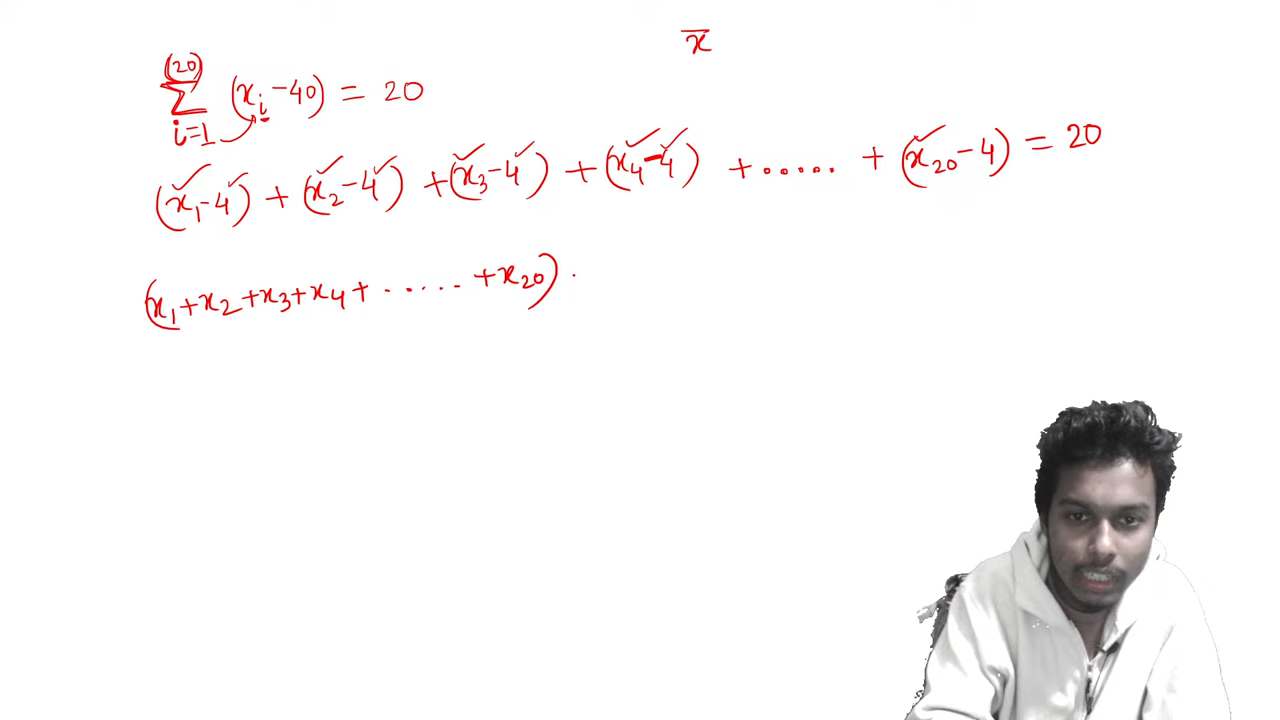 x̄
(20)
∑ (xᵢ - 40) = 20
i=1
(x₁-4) + (x₂-4) + (x₃-4) + (x₄-4) + ..... + (x₂₀-4) = 20
(x₁+x₂+x₃+x₄+ ..... +x₂₀)